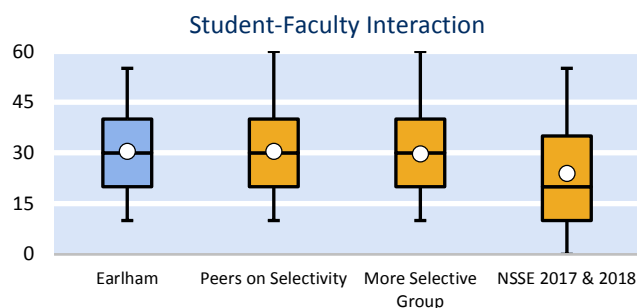 Student-Faculty Interaction
60
45
30
15
0
Earlham
Peers on Selectivity
More Selective
Group
NSSE 2017 & 2018